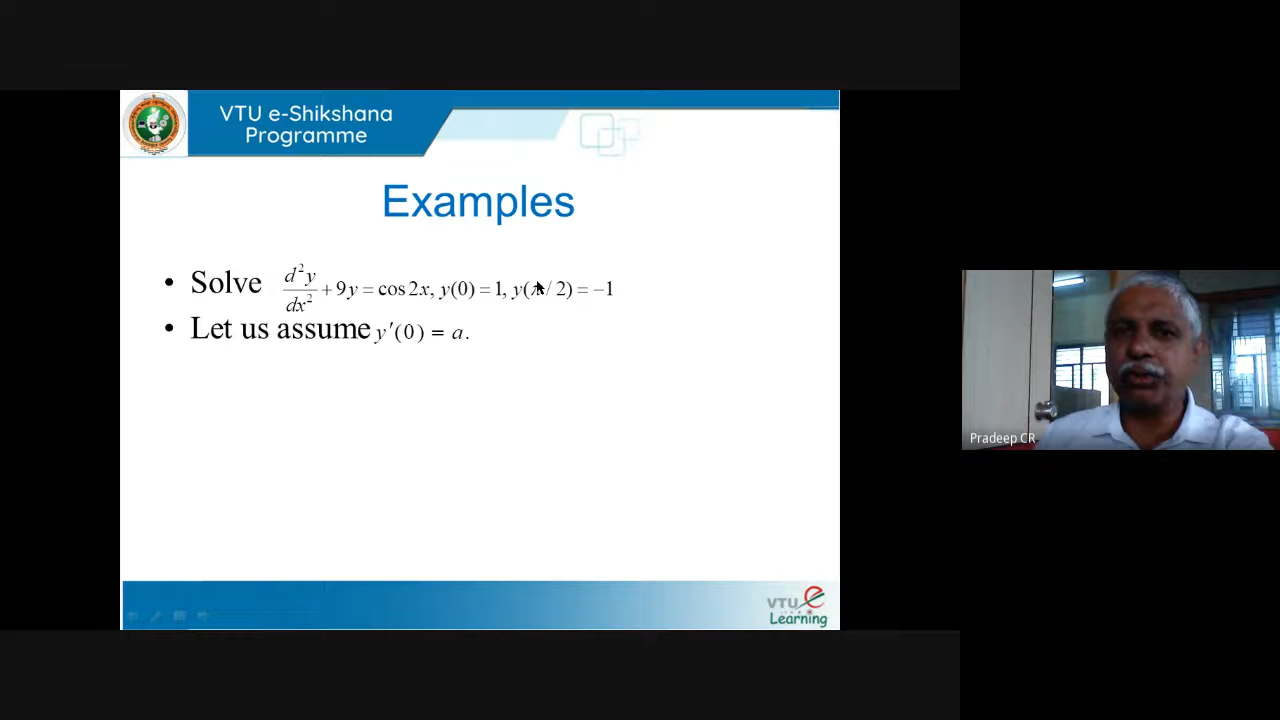 VTU e-Shikshana
Programme
Examples
• Solve d²y/dx² + 9y = cos 2x, y(0) = 1, y(π/2) = −1
• Let us assume y′(0) = a.
Pradeep CR
VTU e
Learning